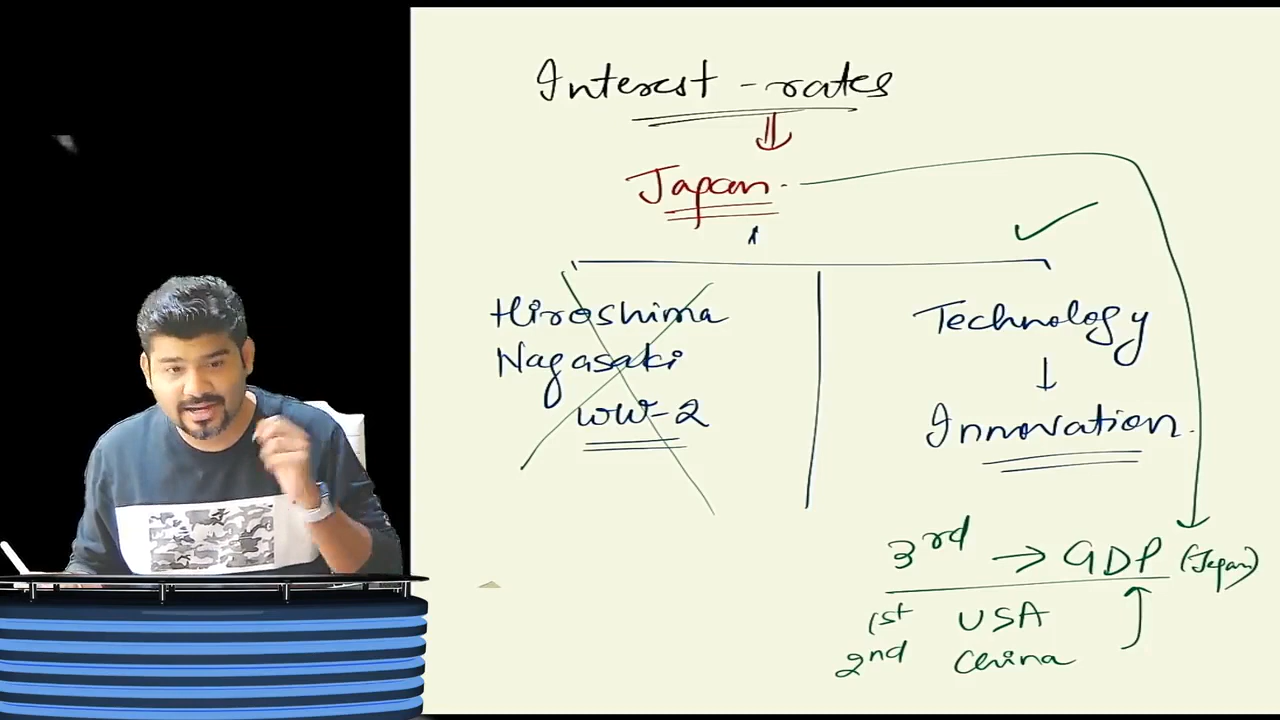 Interest-rates
Japan
Hiroshima
Nagasaki
WW-2
Technology
Innovation
3rd → GDP (Japan)
1st USA
2nd China